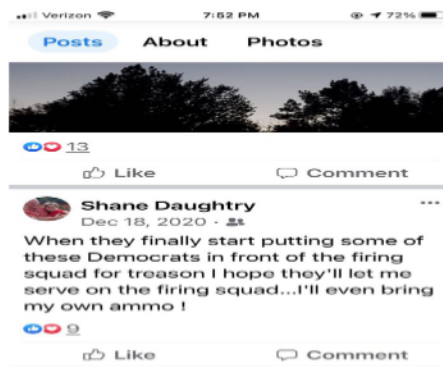 Verizon 7:52 PM 72%
Posts About Photos
13
Like Comment
Shane Daughtry
Dec 18, 2020 ·
When they finally start putting some of
these Democrats in front of the firing
squad for treason I hope they'll let me
serve on the firing squad...I'll even bring
my own ammo !
9
Like Comment